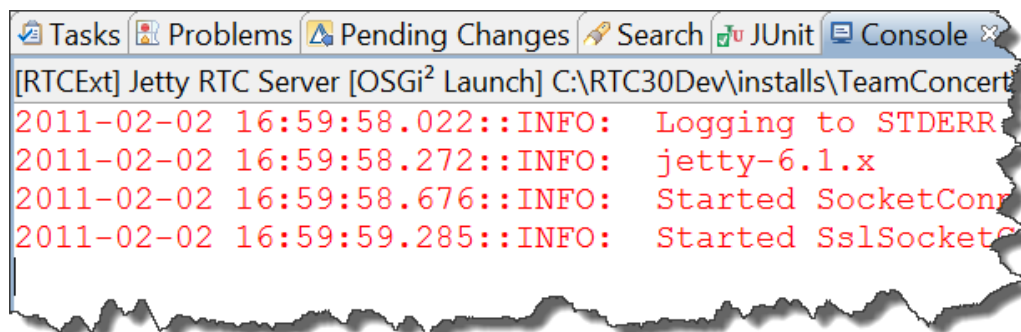 Tasks Problems Pending Changes Search JUnit Console
[RTCExt] Jetty RTC Server [OSGi² Launch] C:\RTC30Dev\installs\TeamConcert
2011-02-02 16:59:58.022::INFO: Logging to STDERR
2011-02-02 16:59:58.272::INFO: jetty-6.1.x
2011-02-02 16:59:58.676::INFO: Started
2011-02-02 16:59:59.285::INFO: Started